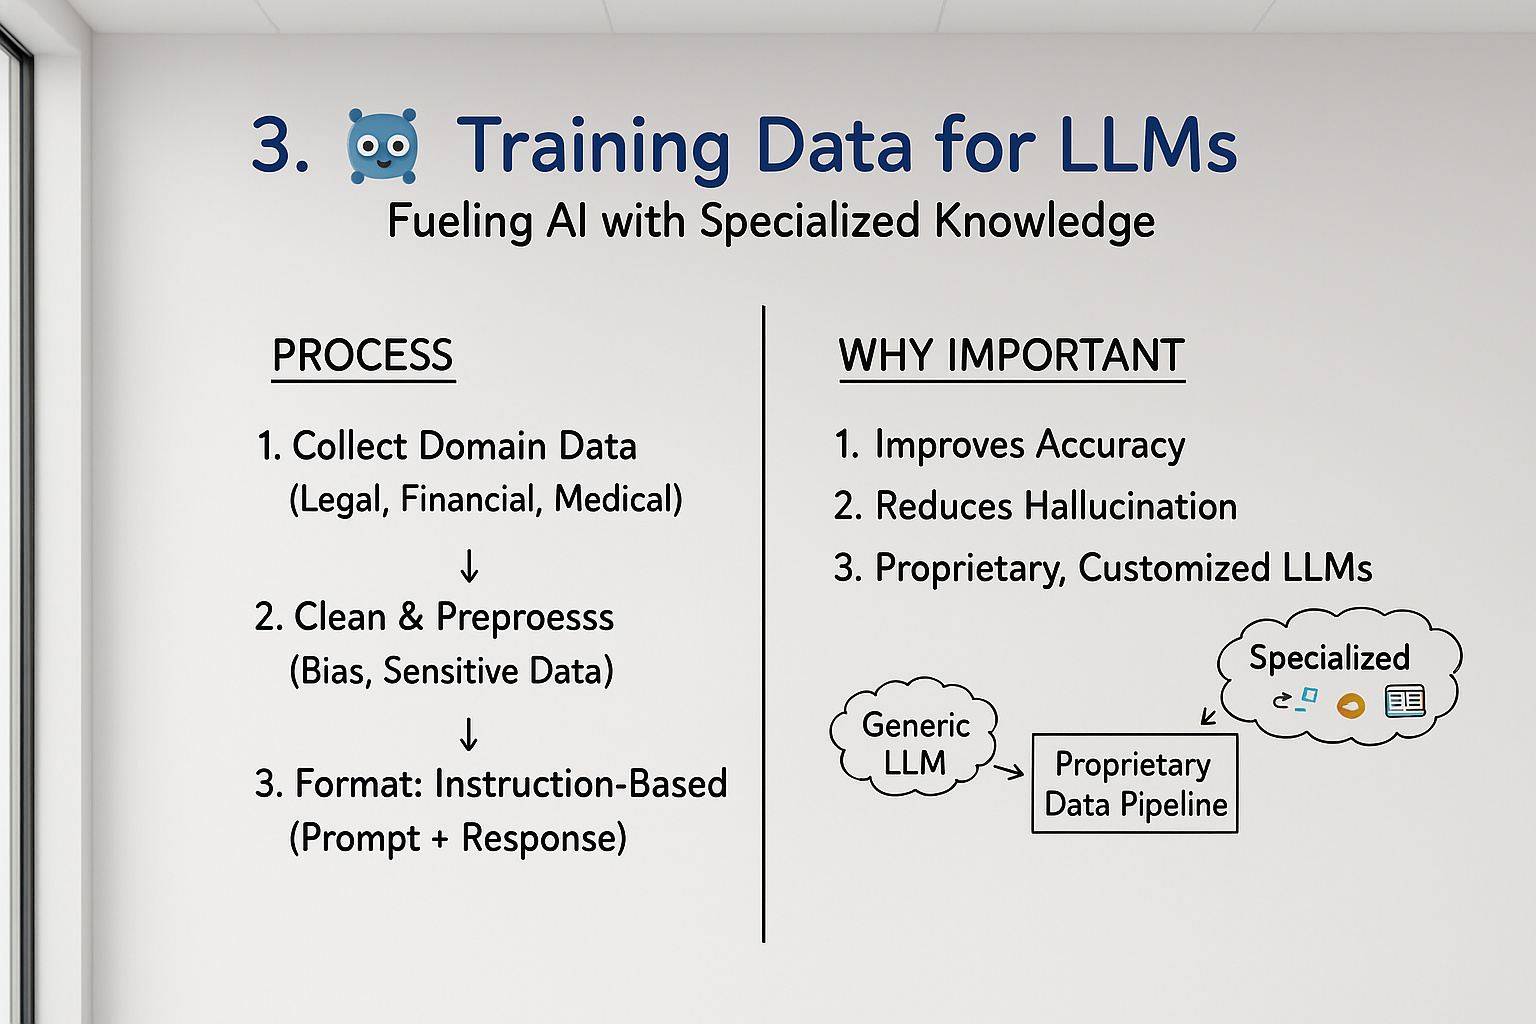 3. Training Data for LLMs
Fueling AI with Specialized Knowledge
PROCESS
1. Collect Domain Data
(Legal, Financial, Medical)
↓
2. Clean & Preproesss
(Bias, Sensitive Data)
↓
3. Format: Instruction-Based
(Prompt + Response)
WHY IMPORTANT
1. Improves Accuracy
2. Reduces Hallucination
3. Proprietary, Customized LLMs
Generic
LLM
Specialized
Proprietary
Data Pipeline